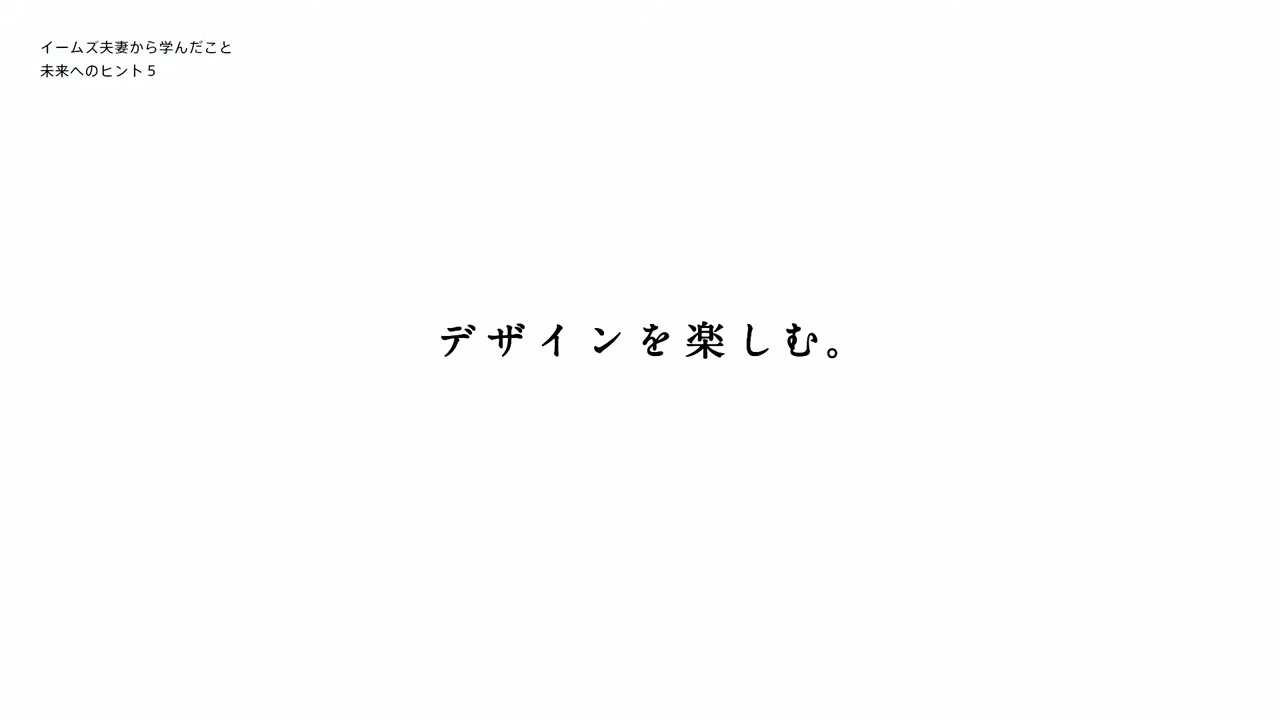 イームズ夫妻から学んだこと
未来へのヒント 5
デザインを楽しむ。